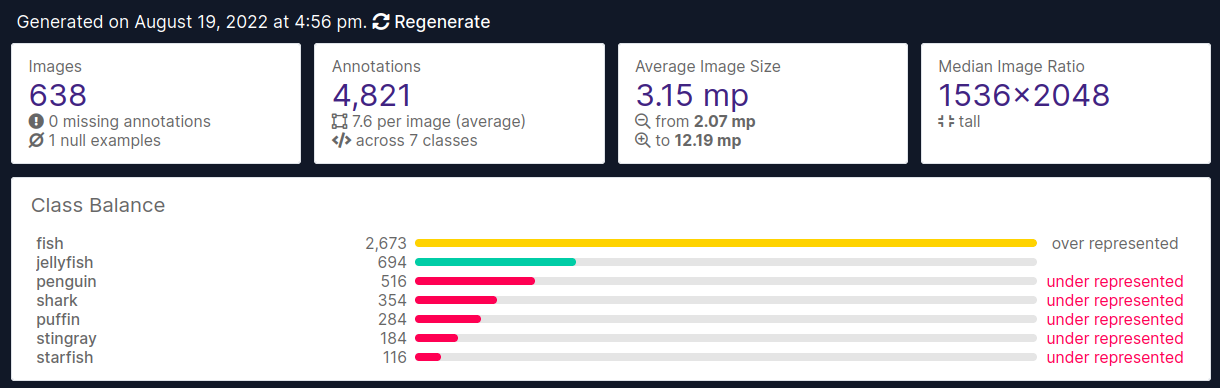 Generated on August 19, 2022 at 4:56 pm. Regenerate
Images
638
0 missing annotations
1 null examples
Annotations
4,821
7.6 per image (average)
across 7 classes
Average Image Size
3.15 mp
from 2.07 mp
to 12.19 mp
Median Image Ratio
1536×2048
tall
Class Balance
fish 2,673 over represented
jellyfish 694
penguin 516 under represented
shark 354 under represented
puffin 284 under represented
stingray 184 under represented
starfish 116 under represented